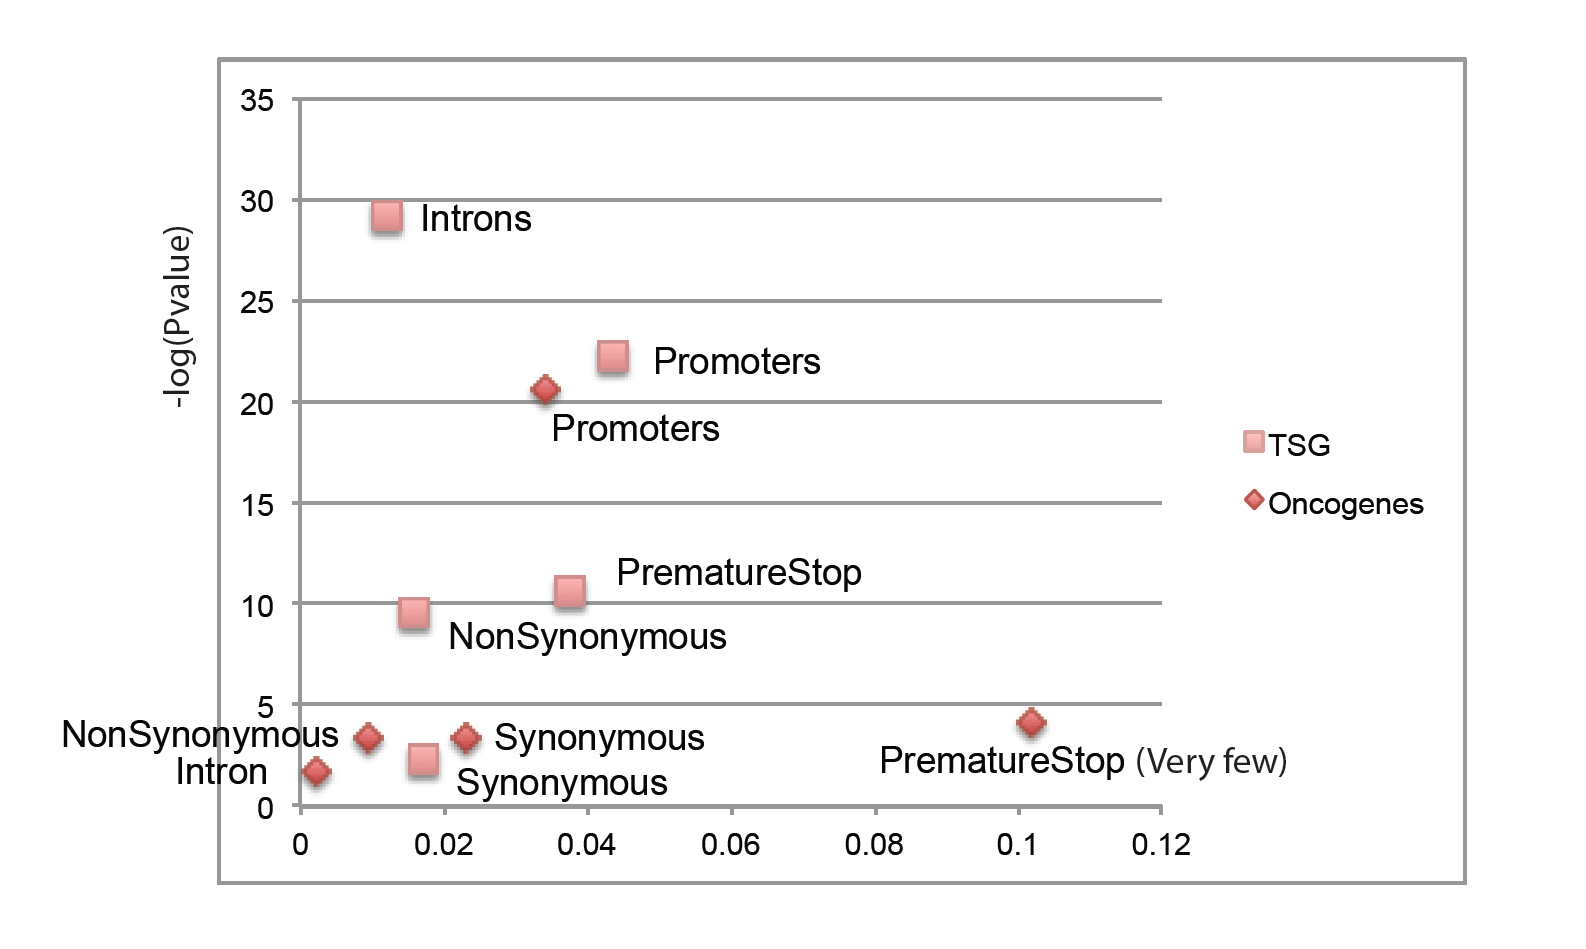 35
30
Introns
25
-log(Pvalue)
Promoters
20
Promoters
TSG
15
Oncogenes
PrematureStop
10
NonSynonymous
5
NonSynonymous
Synonymous
PrematureStop (Very few)
Intron
Synonymous
0
0 0.02 0.04 0.06 0.08 0.1 0.12